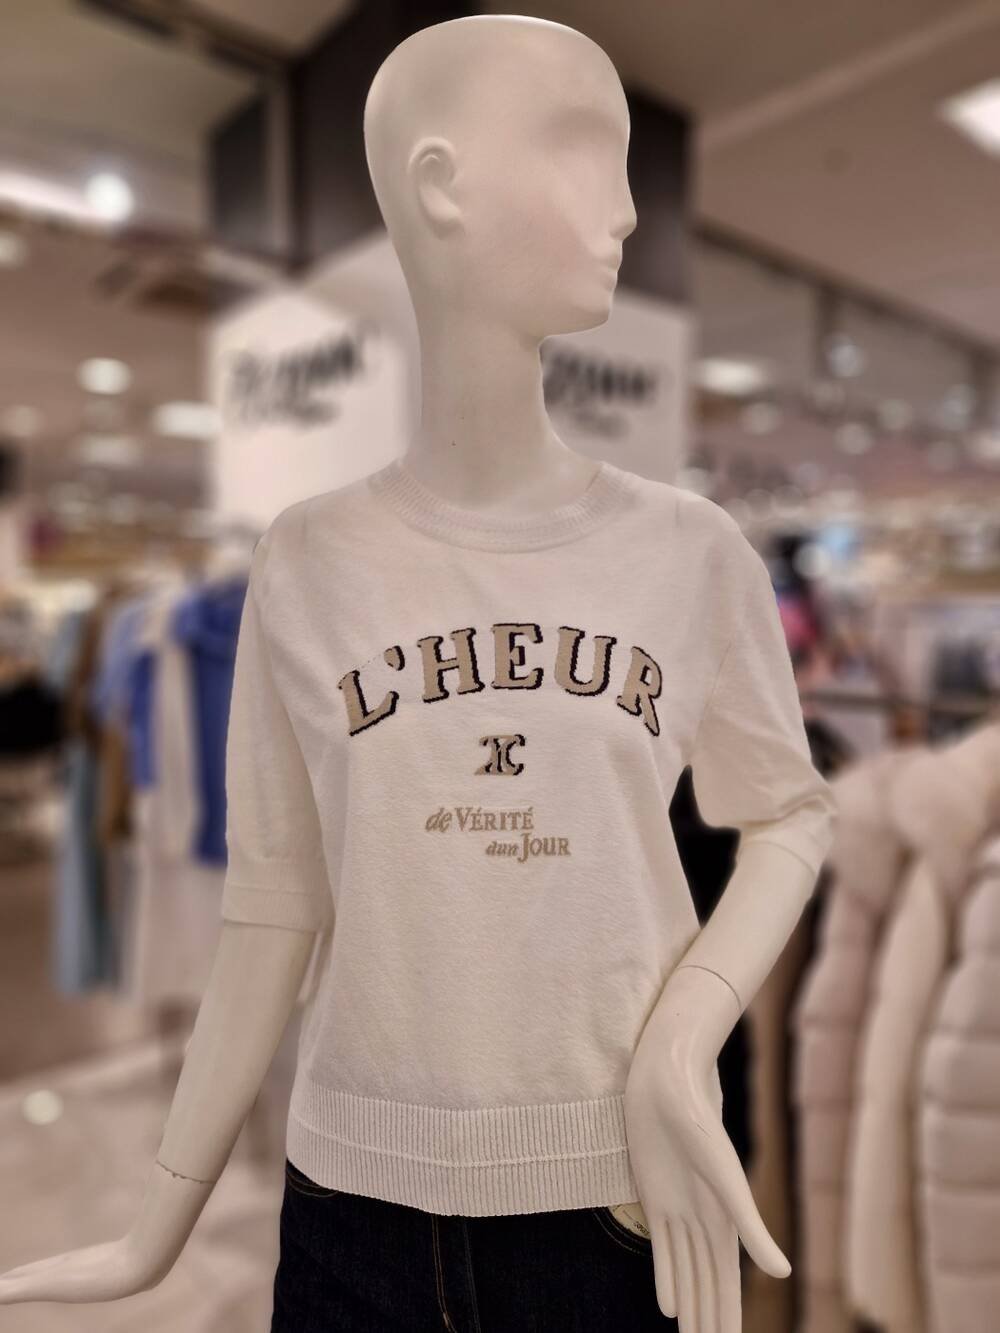 L'HEUR
de VÉRITÉ
dun JOUR